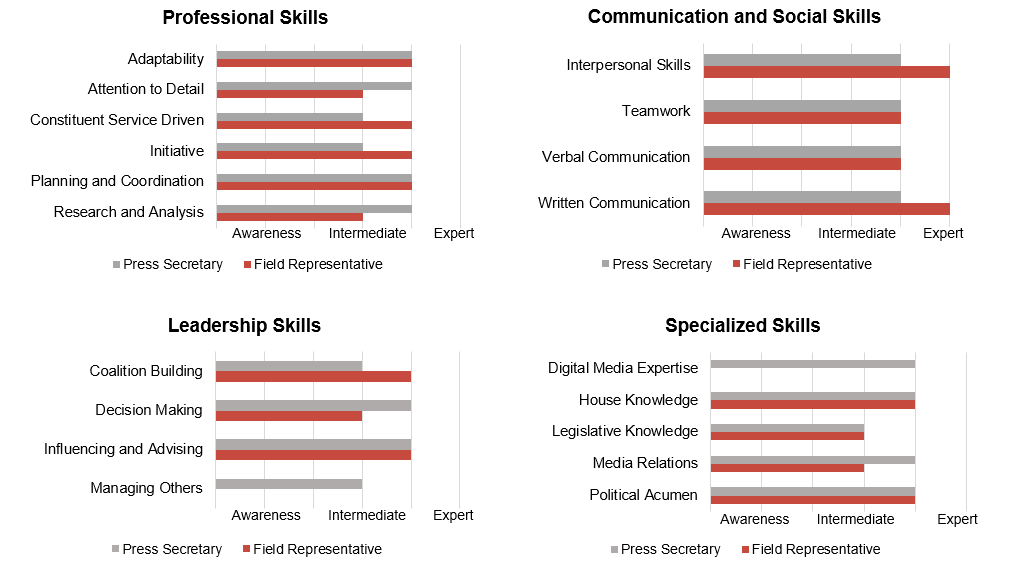 Professional Skills
Adaptability
Attention to Detail
Constituent Service Driven
Initiative
Planning and Coordination
Research and Analysis
Awareness Intermediate Expert
Press Secretary Field Representative
Communication and Social Skills
Interpersonal Skills
Teamwork
Verbal Communication
Written Communication
Awareness Intermediate Expert
Press Secretary Field Representative
Leadership Skills
Coalition Building
Decision Making
Influencing and Advising
Managing Others
Awareness Intermediate Expert
Press Secretary Field Representative
Specialized Skills
Digital Media Expertise
House Knowledge
Legislative Knowledge
Media Relations
Political Acumen
Awareness Intermediate Expert
Press Secretary Field Representative